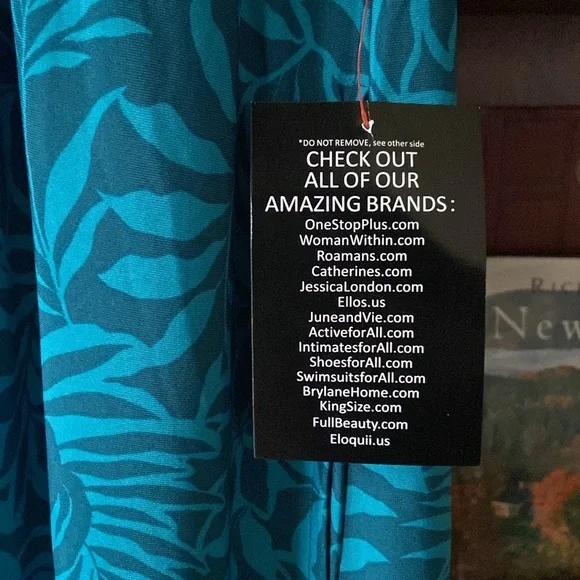 *DO NOT REMOVE, see other side
CHECK OUT
ALL OF OUR
AMAZING BRANDS:
OneStopPlus.com
WomanWithin.com
Roamans.com
Catherines.com
JessicaLondon.com
Ellos.us
JuneandVie.com
ActiveforAll.com
IntimatesforAll.com
ShoesforAll.com
SwimsuitsforAll.com
BrylaneHome.com
KingSize.com
FullBeauty.com
Eloquii.us
New